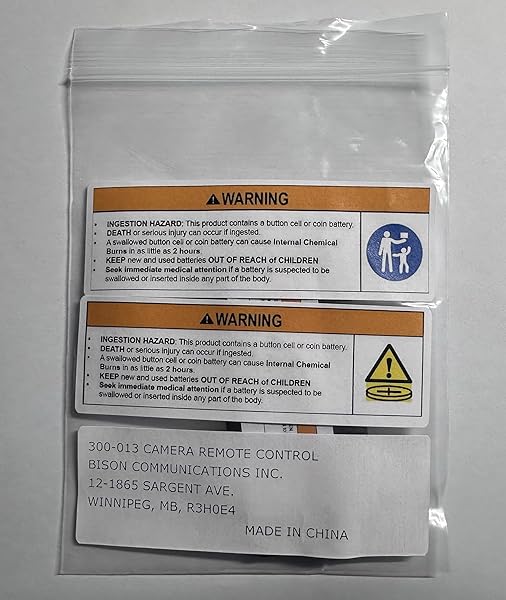 WARNING
INGESTION HAZARD: This product contains a button cell or coin battery.
DEATH or serious injury can occur if ingested.
A swallowed button cell or coin battery can cause Internal Chemical
Burns in as little as 2 hours.
KEEP new and used batteries OUT OF REACH of CHILDREN
Seek immediate medical attention if a battery is suspected to be
swallowed or inserted inside any part of the body.
WARNING
INGESTION HAZARD: This product contains a button cell or coin battery.
DEATH or serious injury can occur if ingested.
A swallowed button cell or coin battery can cause Internal Chemical
Burns in as little as 2 hours.
KEEP new and used batteries OUT OF REACH of CHILDREN
Seek immediate medical attention if a battery is suspected to be
swallowed or inserted inside any part of the body.
300-013 CAMERA REMOTE CONTROL
BISON COMMUNICATIONS INC.
12-1865 SARGENT AVE.
WINNIPEG, MB, R3H0E4
MADE IN CHINA